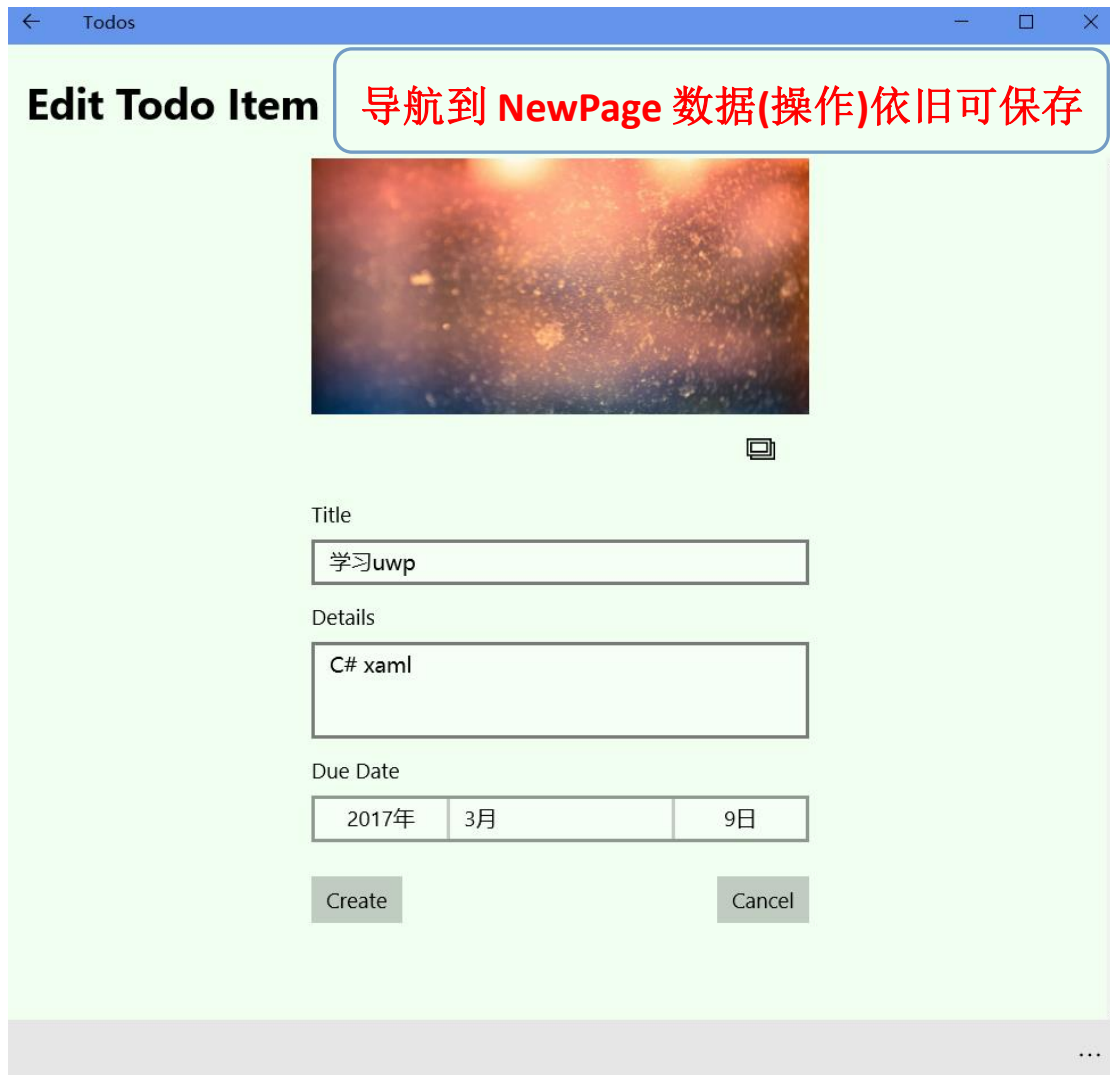 Todos
Edit Todo Item
导航到 NewPage 数据(操作)依旧可保存
Title
学习uwp
Details
C# xaml
Due Date
2017年 3月 9日
Create Cancel
...